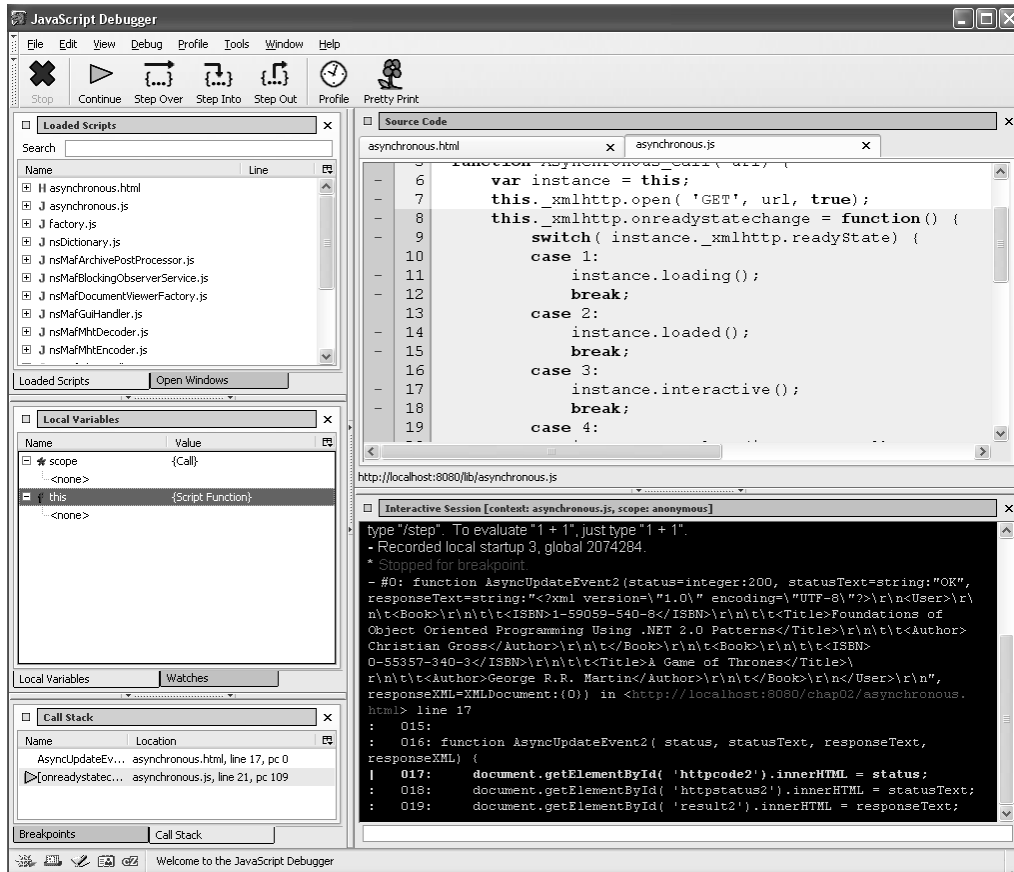 JavaScript Debugger
File Edit View Debug Profile Tools Window Help
Stop Continue Step Over Step Into Step Out Profile Pretty Print
Loaded Scripts
Search
Name Line
H asynchronous.html
J asynchronous.js
J factory.js
J nsDictionary.js
J nsMafArchivePostProcessor.js
J nsMafBlockingObserverService.js
J nsMafDocumentViewerFactory.js
J nsMafGuiHandler.js
J nsMafMhtDecoder.js
J nsMafMhtEncoder.js
Loaded Scripts Open Windows
Local Variables
Name Value
scope {Call}
<none>
this {Script Function}
<none>
Local Variables Watches
Call Stack
Name Location
AsyncUpdateEv... asynchronous.html, line 17, pc 0
[onreadystatec... asynchronous.js, line 21, pc 109
Breakpoints Call Stack
Source Code
asynchronous.html asynchronous.js
5 function Asynchronous_call( url) {
- 6 var instance = this;
- 7 this._xmlhttp.open( 'GET', url, true);
- 8 this._xmlhttp.onreadystatechange = function() {
- 9 switch( instance._xmlhttp.readyState) {
10 case 1:
- 11 instance.loading();
- 12 break;
13 case 2:
- 14 instance.loaded();
- 15 break;
16 case 3:
- 17 instance.interactive();
- 18 break;
19 case 4:
http://localhost:8080/lib/asynchronous.js
Interactive Session [context: asynchronous.js, scope: anonymous]
type "/step". To evaluate "1 + 1", just type "1 + 1".
- Recorded local startup 3, global 2074284.
* Stopped for breakpoint.
- #0: function AsyncUpdateEvent2(status=integer:200, statusText=string:"OK",
responseText=string:"<?xml version=\"1.0\" encoding=\"UTF-8\"?>\r\n<User>\r\
n\t<Book>\r\n\t\t<ISBN>1-59059-540-8</ISBN>\r\n\t\t<Title>Foundations of
Object Oriented Programming Using .NET 2.0 Patterns</Title>\r\n\t\t<Author>
Christian Gross</Author>\r\n\t</Book>\r\n\t<Book>\r\n\t\t<ISBN>
0-55357-340-3</ISBN>\r\n\t\t<Title>A Game of Thrones</Title>\
r\n\t\t<Author>George R.R. Martin</Author>\r\n\t</Book>\r\n</User>\r\n",
responseXML=XMLDocument:{0}) in <http://localhost:8080/chap02/asynchronous.
html> line 17
: 015:
: 016: function AsyncUpdateEvent2( status, statusText, responseText,
responseXML) {
| 017: document.getElementById( 'httpcode2').innerHTML = status;
: 018: document.getElementById( 'httpstatus2').innerHTML = statusText;
: 019: document.getElementById( 'result2').innerHTML = responseText;
Welcome to the JavaScript Debugger